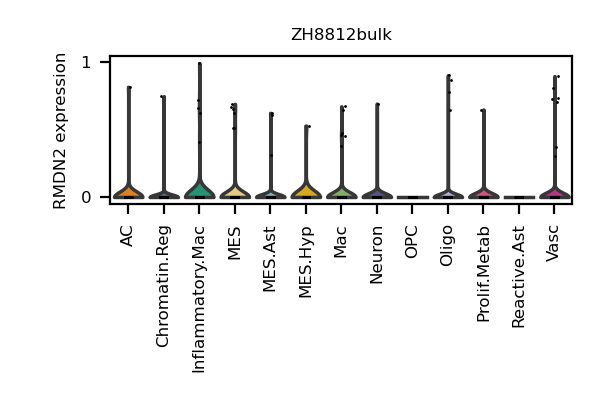 ZH8812bulk
RMDN2 expression
1
0
AC
Chromatin.Reg
Inflammatory.Mac
MES
MES.Ast
MES.Hyp
Mac
Neuron
OPC
Oligo
Prolif.Metab
Reactive.Ast
Vasc